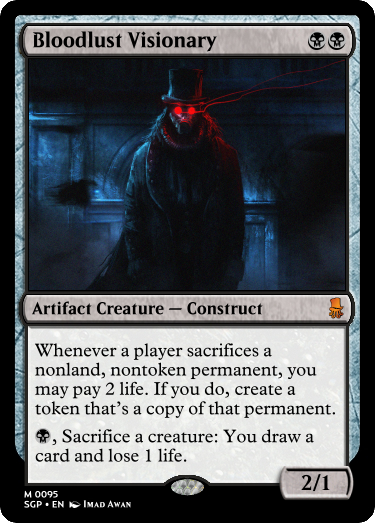 Bloodlust Visionary
Artifact Creature — Construct
Whenever a player sacrifices a
nonland, nontoken permanent, you
may pay 2 life. If you do, create a
token that's a copy of that permanent.
, Sacrifice a creature: You draw a
card and lose 1 life.
2/1
M 0095
SGP • EN Imad Awan